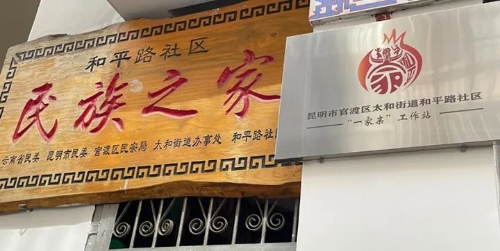 和平路社区
民族之家
云南省民委 昆明市民委 官渡区民宗局 太和街道办事处 和平路社区
昆明市官渡区太和街道和平路社区
"一家亲"工作站